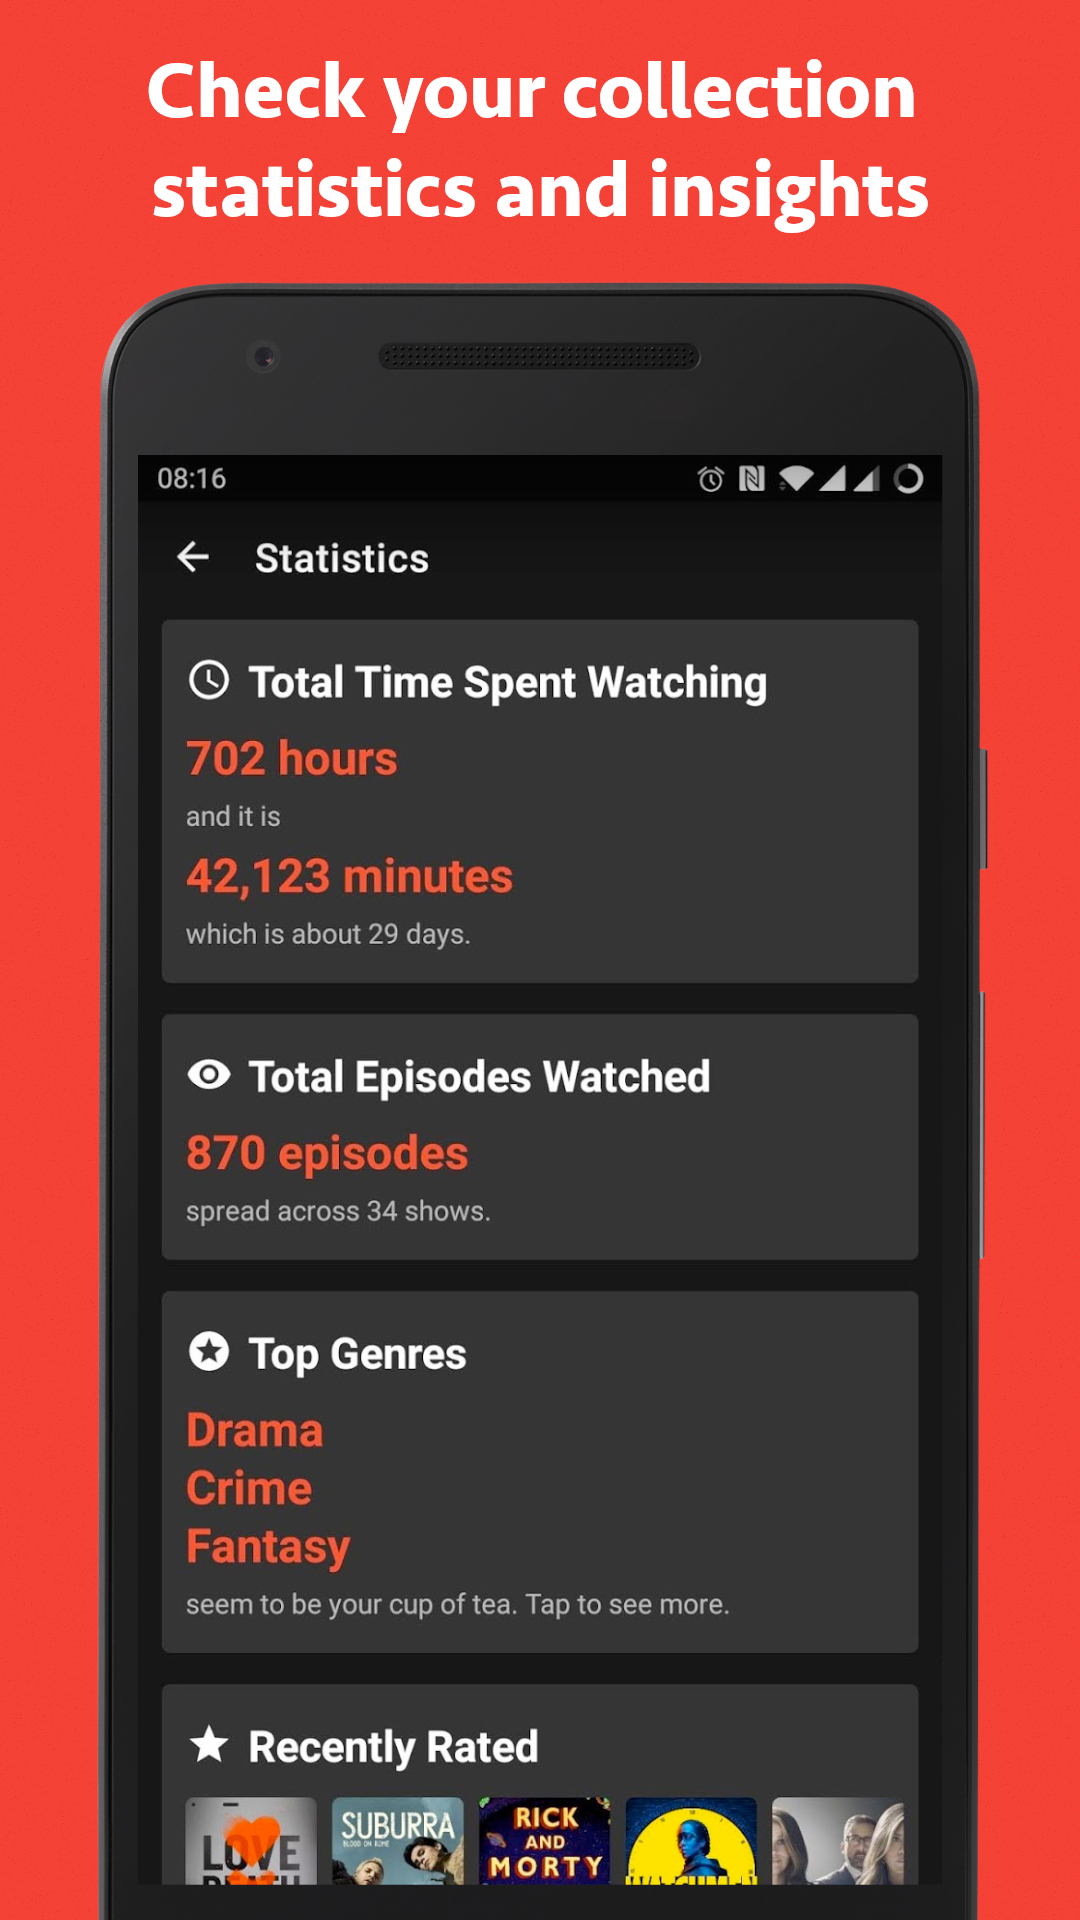 Check your collection
statistics and insights
08:16
Statistics
Total Time Spent Watching
702 hours
and it is
42,123 minutes
which is about 29 days.
Total Episodes Watched
870 episodes
spread across 34 shows.
Top Genres
Drama
Crime
Fantasy
seem to be your cup of tea. Tap to see more.
Recently Rated
LOVE
SUBURRA
BLOOD ON ROME
RICK
AND
MORTY